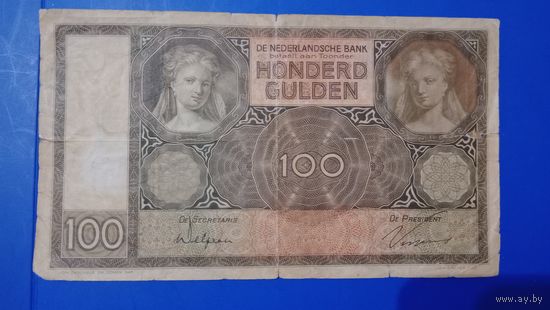 DE NEDERLANDSCHE BANK
betaalt aan Toonder
HONDERD
GULDEN
100
DE SECRETARIS
DE PRESIDENT
100
www.ay.by